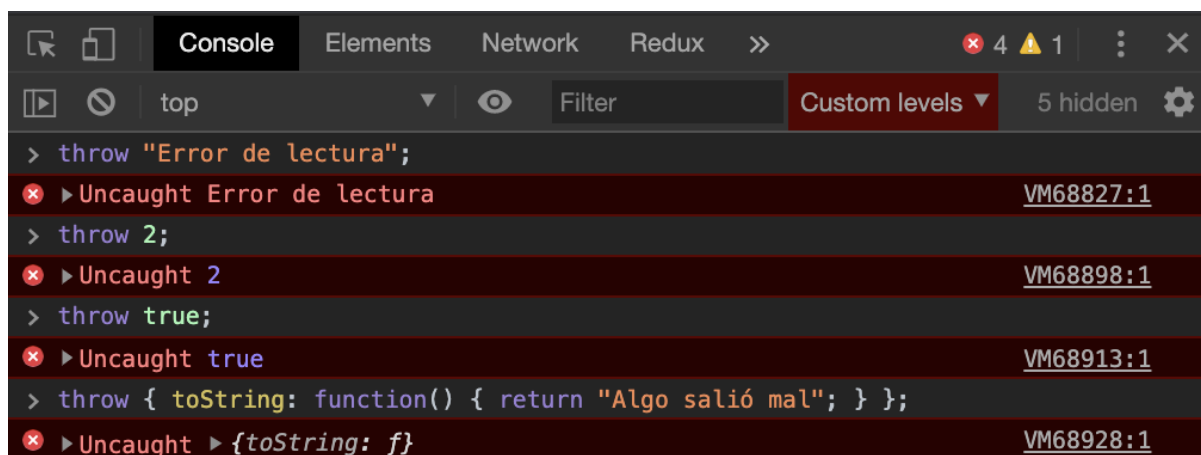 Console Elements Network Redux » 4 1
top Filter Custom levels ▼ 5 hidden
> throw "Error de lectura";
▶Uncaught Error de lectura VM68827:1
> throw 2;
▶Uncaught 2 VM68898:1
> throw true;
▶Uncaught true VM68913:1
> throw { toString: function() { return "Algo salió mal"; } };
▶Uncaught ▶{toString: ƒ} VM68928:1